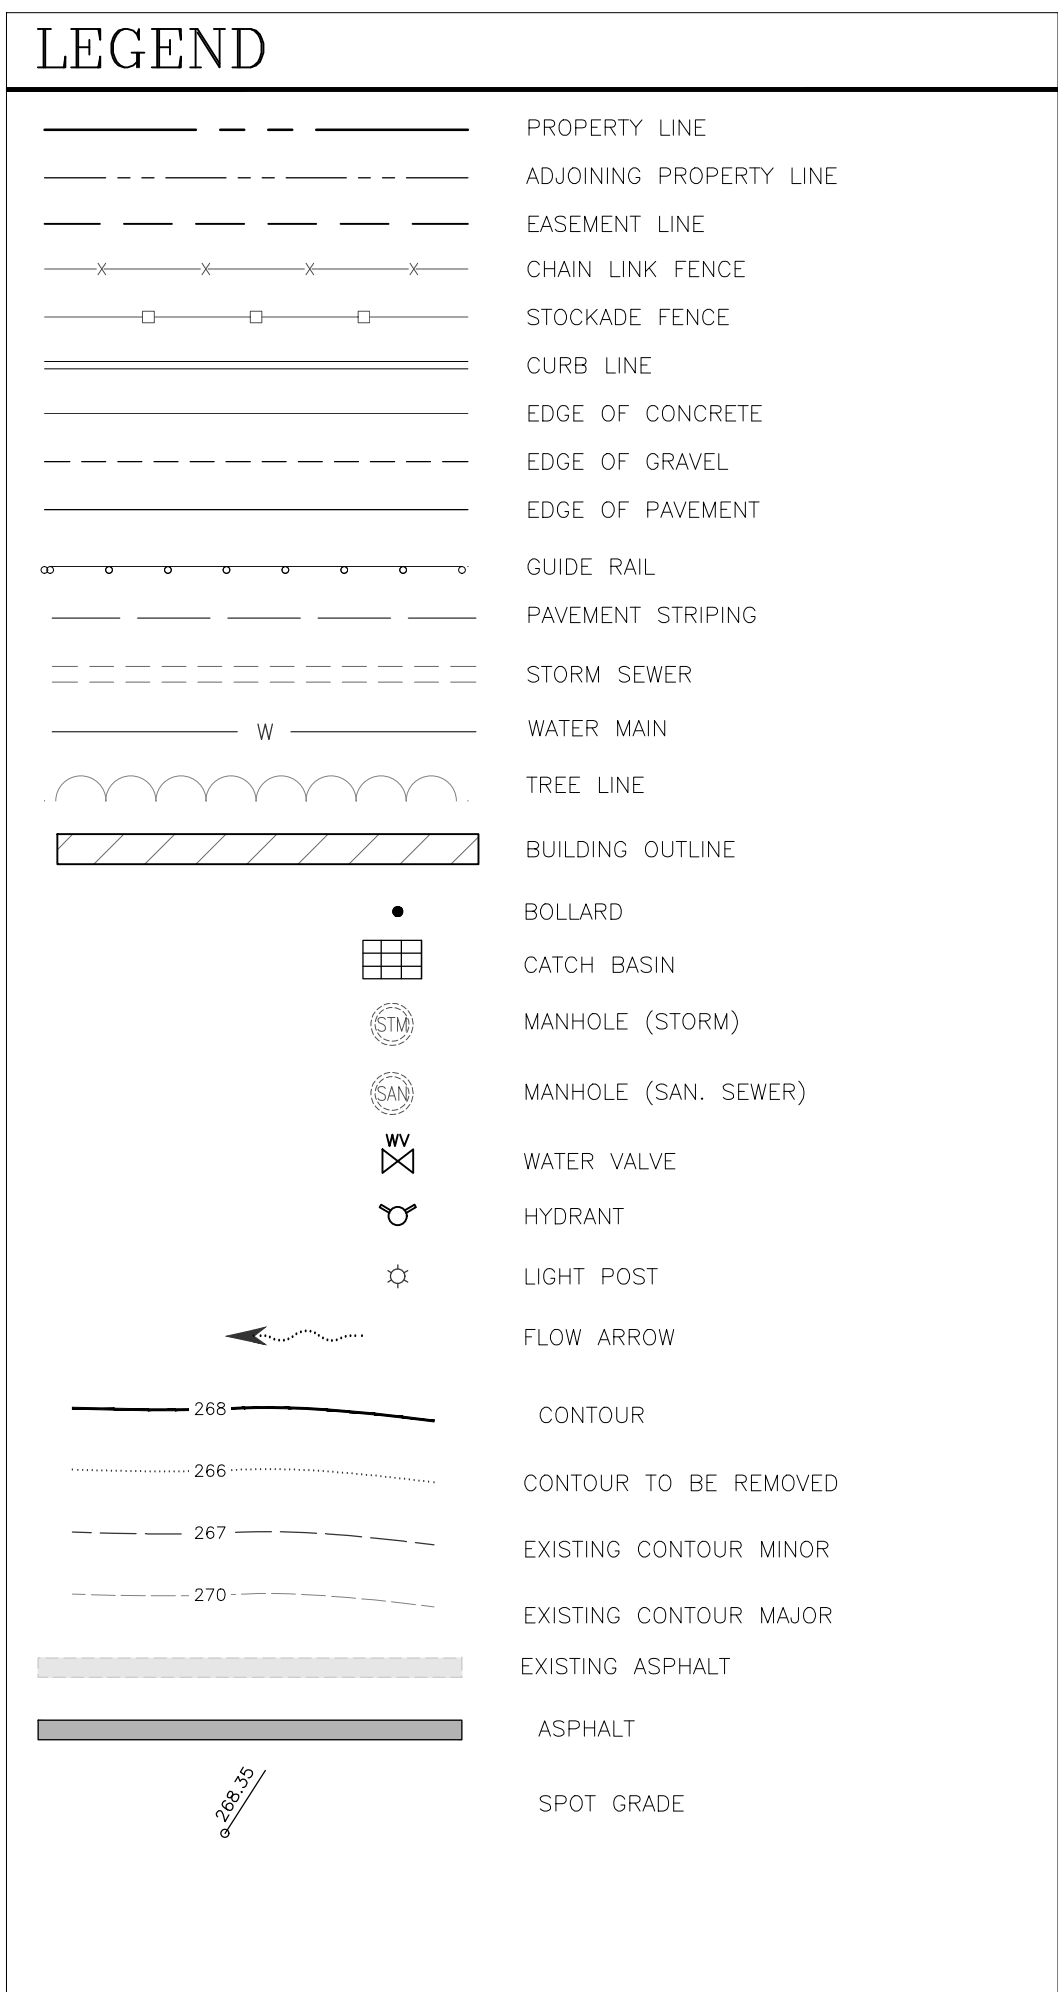 LEGEND
PROPERTY LINE
ADJOINING PROPERTY LINE
EASEMENT LINE
X X X X CHAIN LINK FENCE
STOCKADE FENCE
CURB LINE
EDGE OF CONCRETE
EDGE OF GRAVEL
EDGE OF PAVEMENT
GUIDE RAIL
PAVEMENT STRIPING
STORM SEWER
W WATER MAIN
TREE LINE
BUILDING OUTLINE
BOLLARD
CATCH BASIN
STM MANHOLE (STORM)
SAN MANHOLE (SAN. SEWER)
WV
WATER VALVE
HYDRANT
LIGHT POST
FLOW ARROW
268 CONTOUR
266 CONTOUR TO BE REMOVED
267 EXISTING CONTOUR MINOR
270 EXISTING CONTOUR MAJOR
EXISTING ASPHALT
ASPHALT
268.35 SPOT GRADE